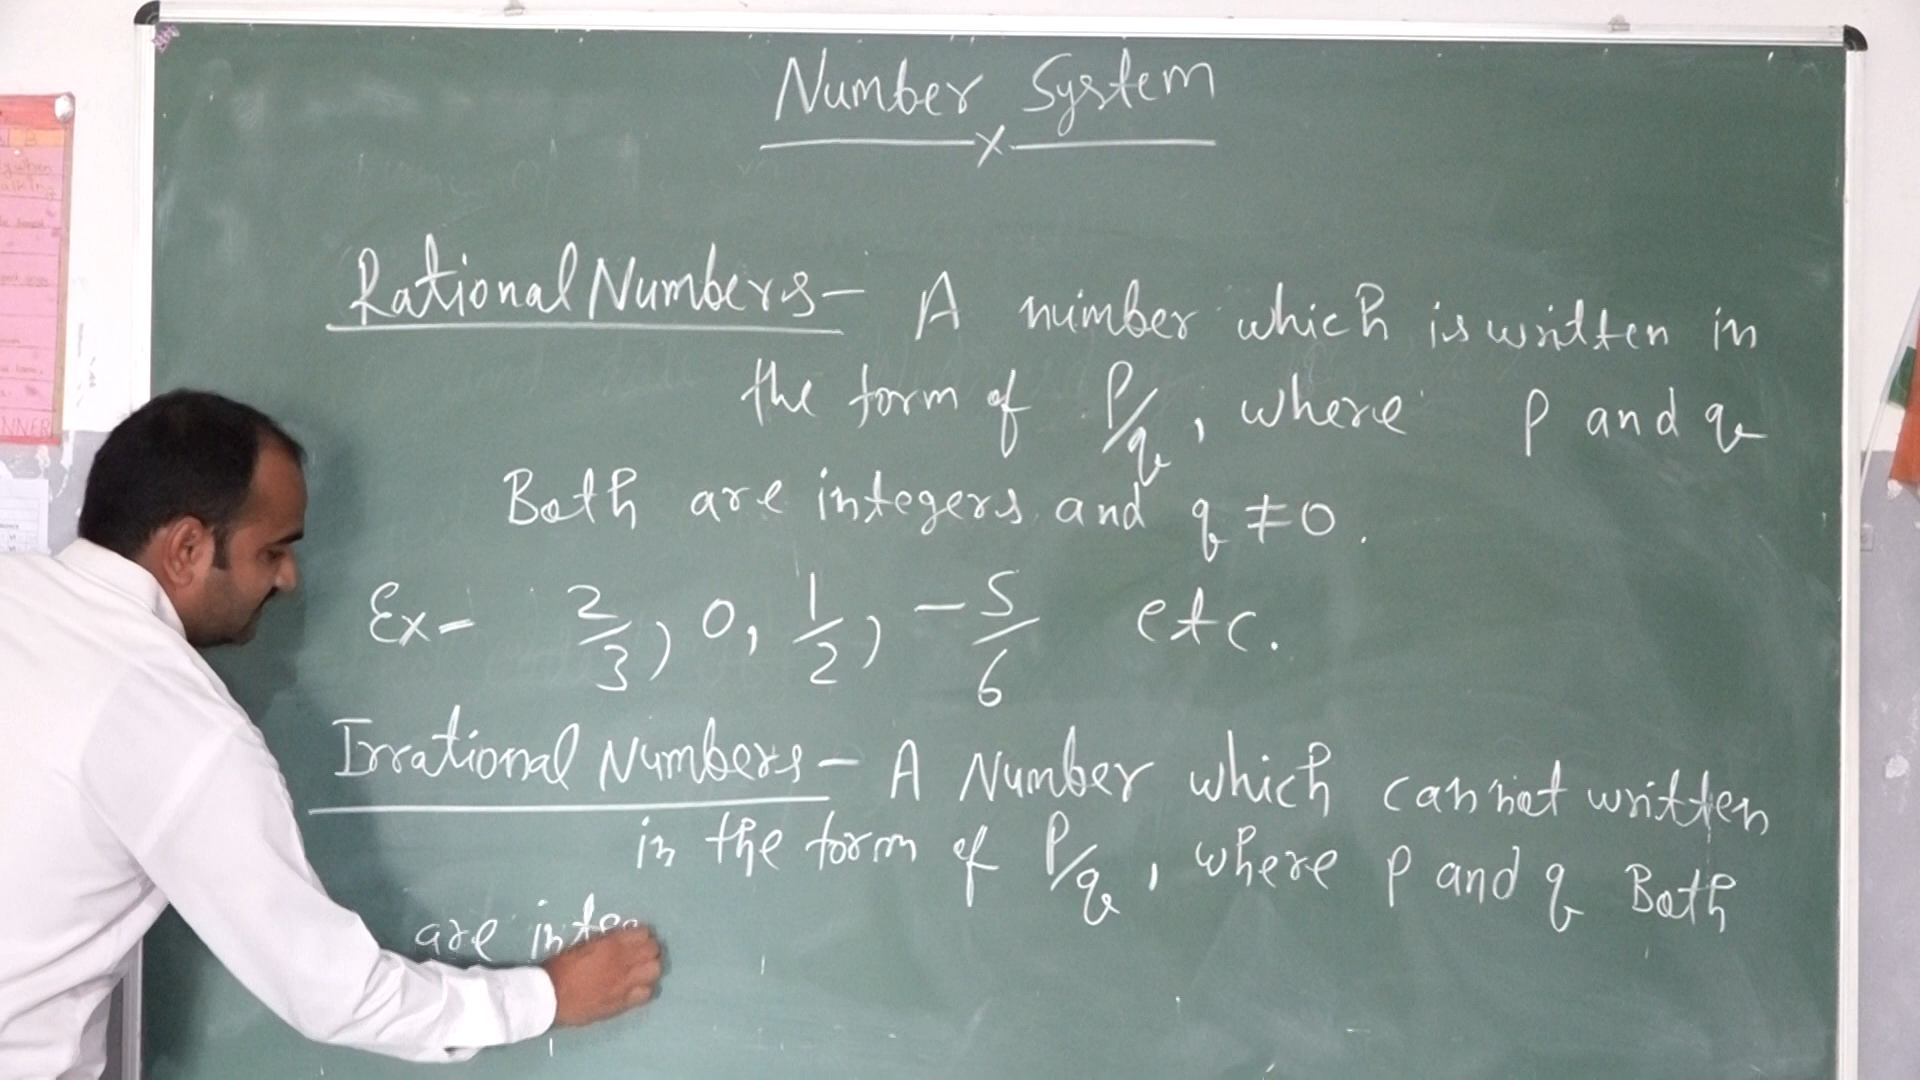 Number System
Rational Numbers - A number which is written in
the form of P/q, where p and q
Both are integers and q ≠ 0.
Ex- 2/3, 0, 1/2, -5/6 etc.
Irrational Numbers - A Number which cannot written
in the form of P/q, where p and q Both
are inte
NNER